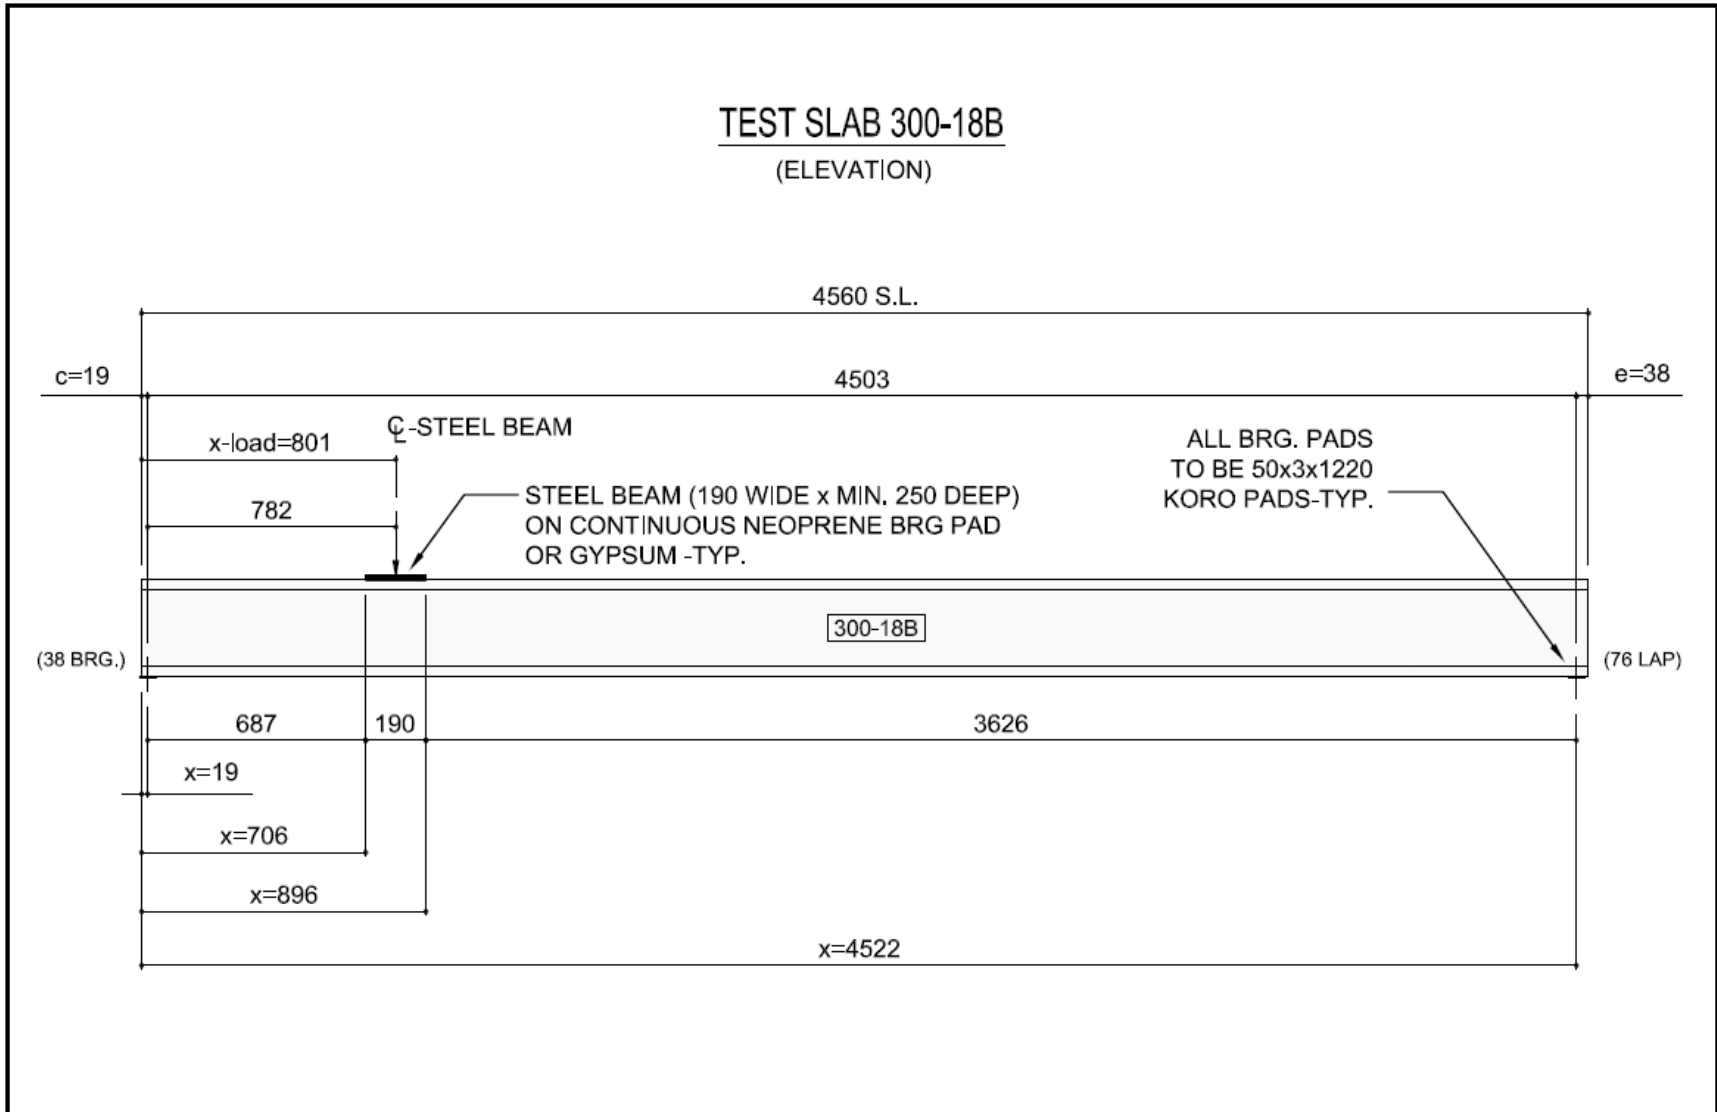 TEST SLAB 300-18B
(ELEVATION)
4560 S.L.
c=19
4503
e=38
x-load=801
℄-STEEL BEAM
782
STEEL BEAM (190 WIDE x MIN. 250 DEEP)
ON CONTINUOUS NEOPRENE BRG PAD
OR GYPSUM -TYP.
ALL BRG. PADS
TO BE 50x3x1220
KORO PADS-TYP.
300-18B
(38 BRG.)
(76 LAP)
687
190
3626
x=19
x=706
x=896
x=4522